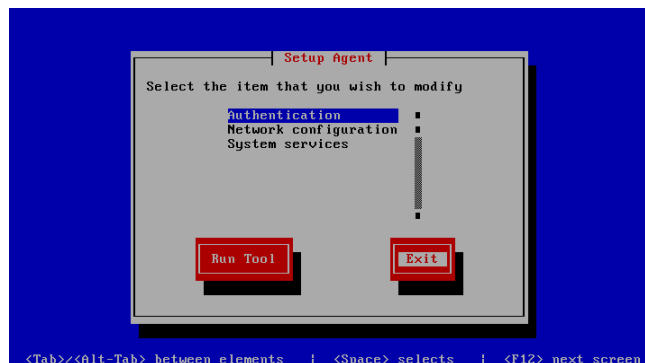 Setup Agent
Select the item that you wish to modify
Authentication
Network configuration
System services
Run Tool
Exit
<Tab>/<Alt-Tab> between elements | <Space> selects | <F12> next screen